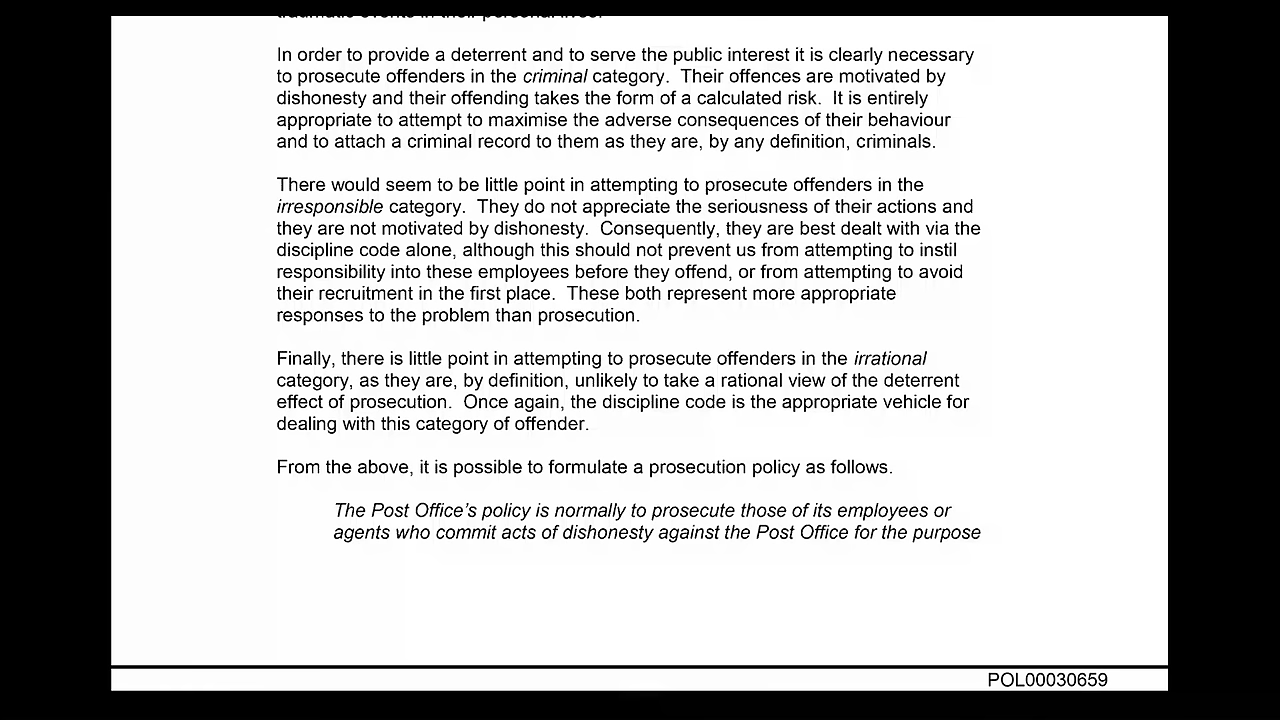 traumatic events in their personal lives.
In order to provide a deterrent and to serve the public interest it is clearly necessary
to prosecute offenders in the criminal category. Their offences are motivated by
dishonesty and their offending takes the form of a calculated risk. It is entirely
appropriate to attempt to maximise the adverse consequences of their behaviour
and to attach a criminal record to them as they are, by any definition, criminals.
There would seem to be little point in attempting to prosecute offenders in the
irresponsible category. They do not appreciate the seriousness of their actions and
they are not motivated by dishonesty. Consequently, they are best dealt with via the
discipline code alone, although this should not prevent us from attempting to instil
responsibility into these employees before they offend, or from attempting to avoid
their recruitment in the first place. These both represent more appropriate
responses to the problem than prosecution.
Finally, there is little point in attempting to prosecute offenders in the irrational
category, as they are, by definition, unlikely to take a rational view of the deterrent
effect of prosecution. Once again, the discipline code is the appropriate vehicle for
dealing with this category of offender.
From the above, it is possible to formulate a prosecution policy as follows.
The Post Office's policy is normally to prosecute those of its employees or
agents who commit acts of dishonesty against the Post Office for the purpose
POL00030659